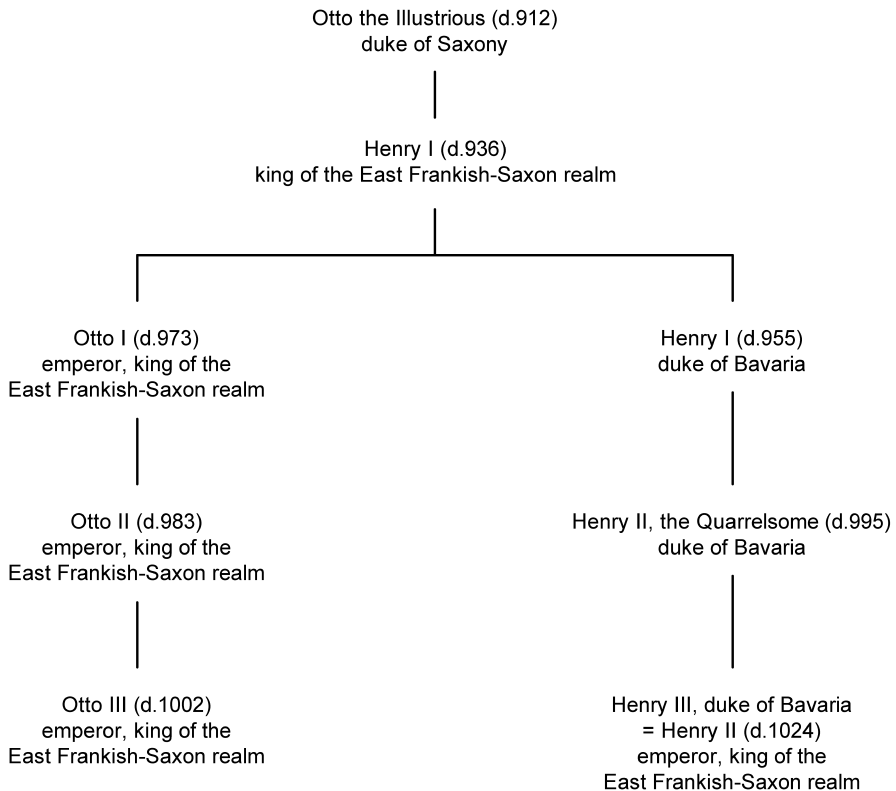 Otto the Illustrious (d.912)
duke of Saxony
Henry I (d.936)
king of the East Frankish-Saxon realm
Otto I (d.973)
emperor, king of the
East Frankish-Saxon realm
Henry I (d.955)
duke of Bavaria
Otto II (d.983)
emperor, king of the
East Frankish-Saxon realm
Henry II, the Quarrelsome (d.995)
duke of Bavaria
Otto III (d.1002)
emperor, king of the
East Frankish-Saxon realm
Henry III, duke of Bavaria
= Henry II (d.1024)
emperor, king of the
East Frankish-Saxon realm